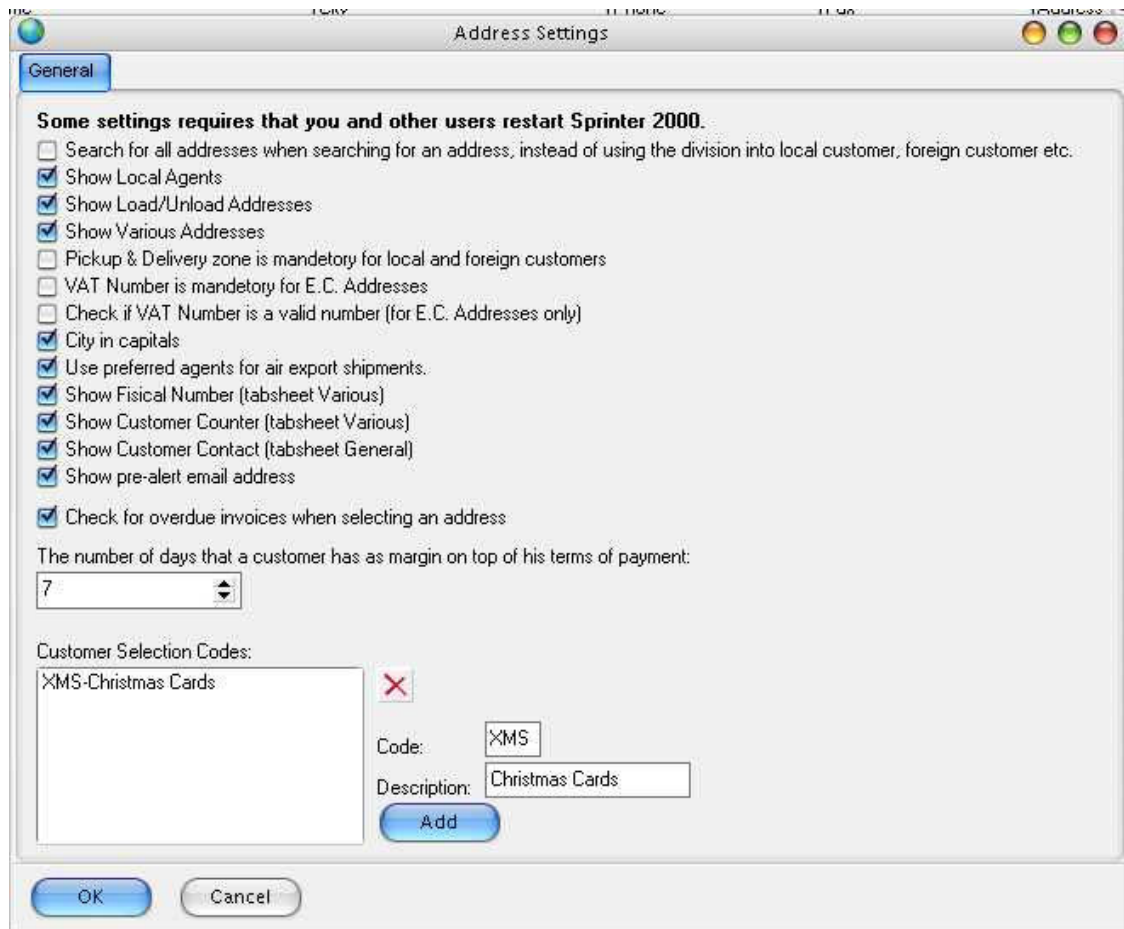 Address Settings
General
Some settings requires that you and other users restart Sprinter 2000.
Search for all addresses when searching for an address, instead of using the division into local customer, foreign customer etc.
Show Local Agents
Show Load/Unload Addresses
Show Various Addresses
Pickup & Delivery zone is mandetory for local and foreign customers
VAT Number is mandetory for E.C. Addresses
Check if VAT Number is a valid number (for E.C. Addresses only)
City in capitals
Use preferred agents for air export shipments.
Show Fisical Number (tabsheet Various)
Show Customer Counter (tabsheet Various)
Show Customer Contact (tabsheet General)
Show pre-alert email address
Check for overdue invoices when selecting an address
The number of days that a customer has as margin on top of his terms of payment:
7
Customer Selection Codes:
XMS-Christmas Cards
Code: XMS
Description: Christmas Cards
Add
OK Cancel